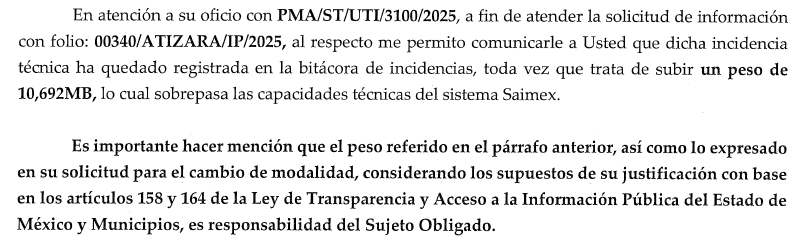 En atención a su oficio con PMA/ST/UTI/3100/2025, a fin de atender la solicitud de información
con folio: 00340/ATIZARA/IP/2025, al respecto me permito comunicarle a Usted que dicha incidencia
técnica ha quedado registrada en la bitácora de incidencias, toda vez que trata de subir un peso de
10,692MB, lo cual sobrepasa las capacidades técnicas del sistema Saimex.
Es importante hacer mención que el peso referido en el párrafo anterior, así como lo expresado
en su solicitud para el cambio de modalidad, considerando los supuestos de su justificación con base
en los artículos 158 y 164 de la Ley de Transparencia y Acceso a la Información Pública del Estado de
México y Municipios, es responsabilidad del Sujeto Obligado.